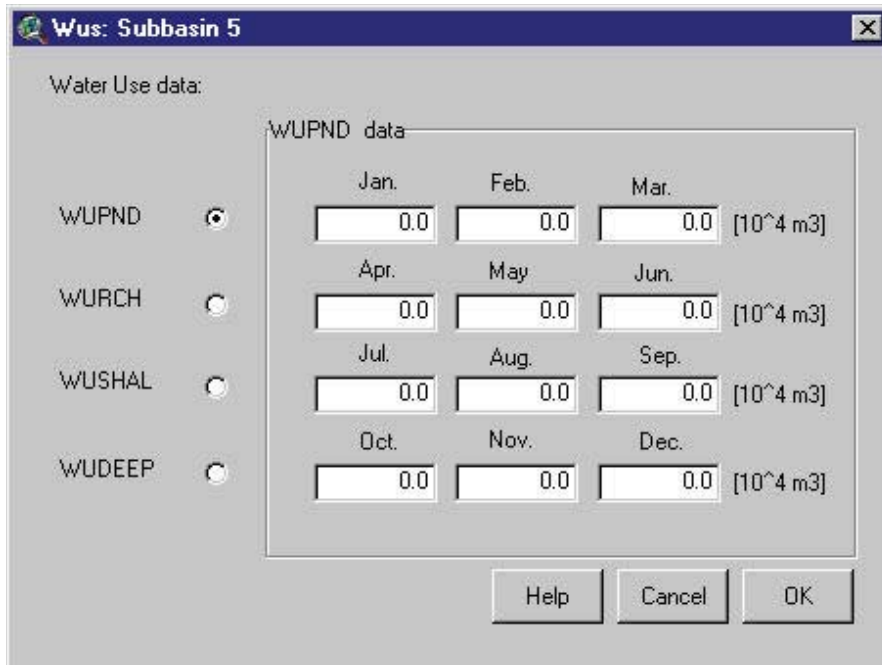 Wus: Subbasin 5
Water Use data:
WUPND data
Jan. Feb. Mar.
WUPND 0.0 0.0 0.0 [10^4 m3]
Apr. May Jun.
WURCH 0.0 0.0 0.0 [10^4 m3]
Jul. Aug. Sep.
WUSHAL 0.0 0.0 0.0 [10^4 m3]
Oct. Nov. Dec.
WUDEEP 0.0 0.0 0.0 [10^4 m3]
Help Cancel OK